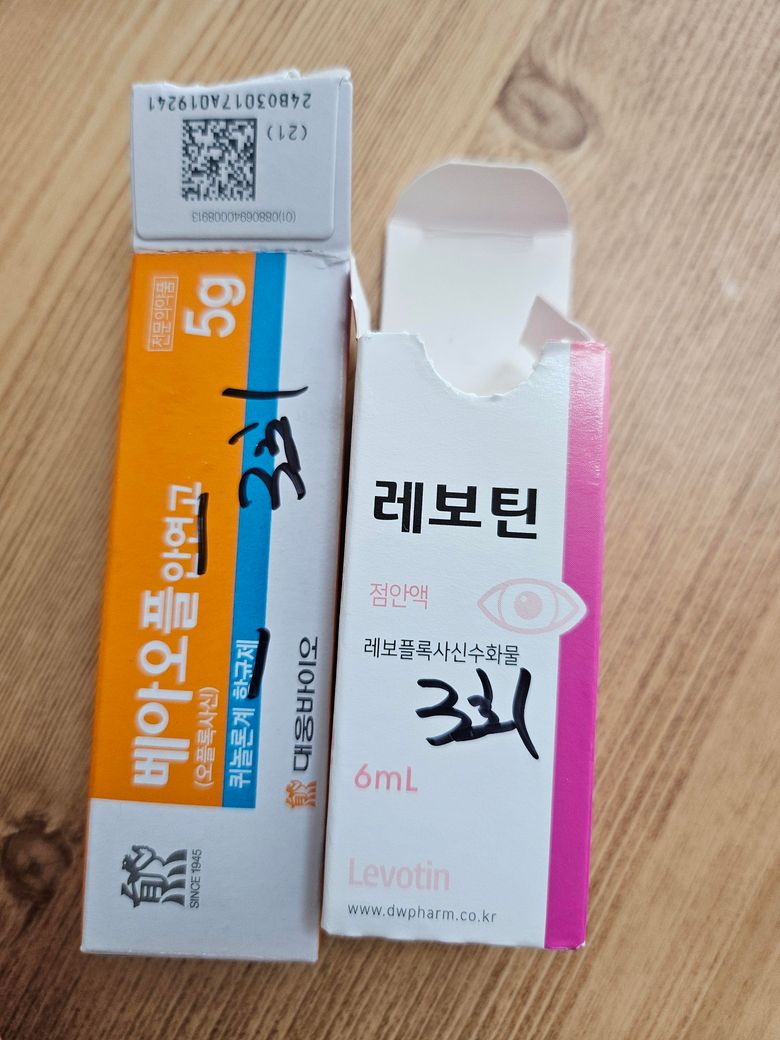 24B03017A019241
(21)
(01)08806940008913
전문의약품
5g
베아오플안연고
(오플록사신)
퀴놀론계 항균제
3회
대웅바이오
SINCE 1945
레보틴
점안액
레보플록사신수화물
3회
6mL
Levotin
www.dwpharm.co.kr